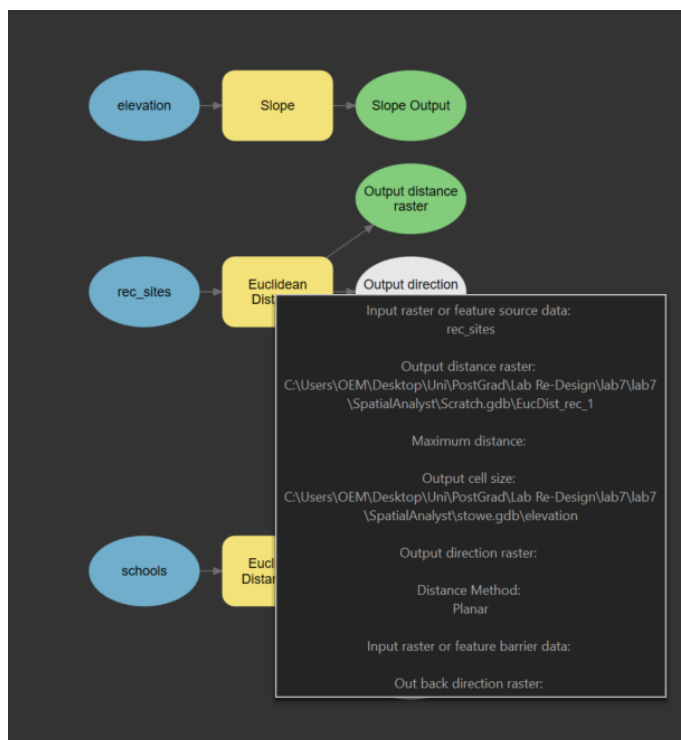 elevation
Slope
Slope Output
Output distance
raster
rec_sites
Euclidean
Dist
Output direction
Input raster or feature source data:
rec_sites
Output distance raster:
C:\Users\OEM\Desktop\Uni\PostGrad\Lab Re-Design\lab7\lab7
\SpatialAnalyst\Scratch.gdb\EucDist_rec_1
Maximum distance:
Output cell size:
C:\Users\OEM\Desktop\Uni\PostGrad\Lab Re-Design\lab7\lab7
\SpatialAnalyst\stowe.gdb\elevation
Output direction raster:
Distance Method:
Planar
Input raster or feature barrier data:
Out back direction raster:
schools
Eucl
Distan